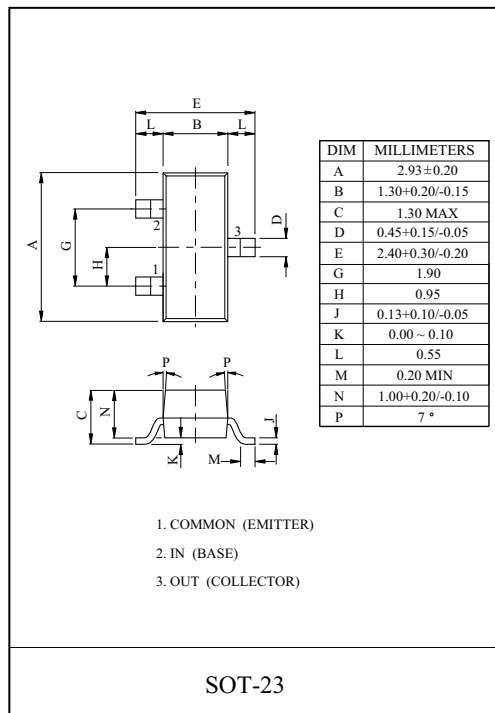 E
L B L
A
G
H
2
1
3
D
DIM MILLIMETERS
A 2.93±0.20
B 1.30+0.20/-0.15
C 1.30 MAX
D 0.45+0.15/-0.05
E 2.40+0.30/-0.20
G 1.90
H 0.95
J 0.13+0.10/-0.05
K 0.00 ~ 0.10
L 0.55
M 0.20 MIN
N 1.00+0.20/-0.10
P 7 °
P P
C
N
K
M
J
1. COMMON (EMITTER)
2. IN (BASE)
3. OUT (COLLECTOR)
SOT-23